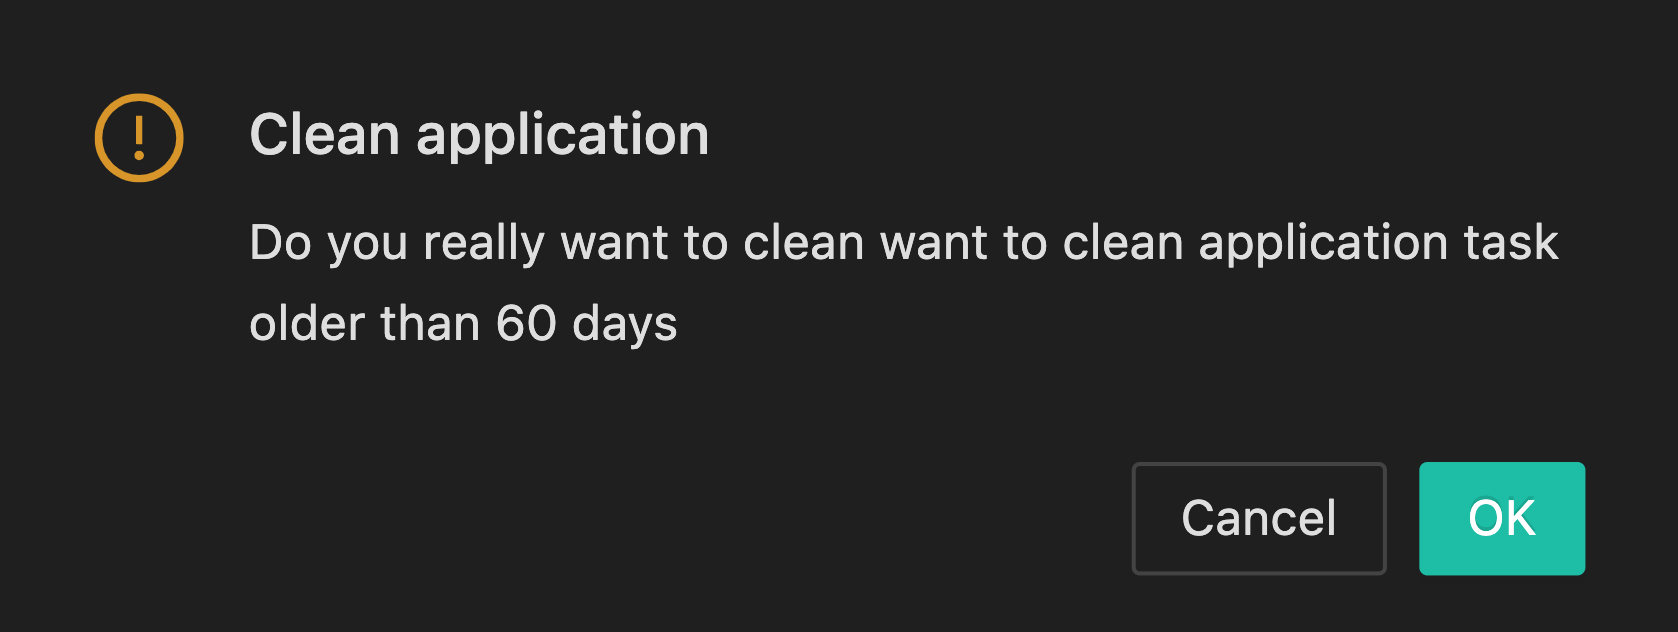 Clean application
Do you really want to clean want to clean application task
older than 60 days
Cancel
OK